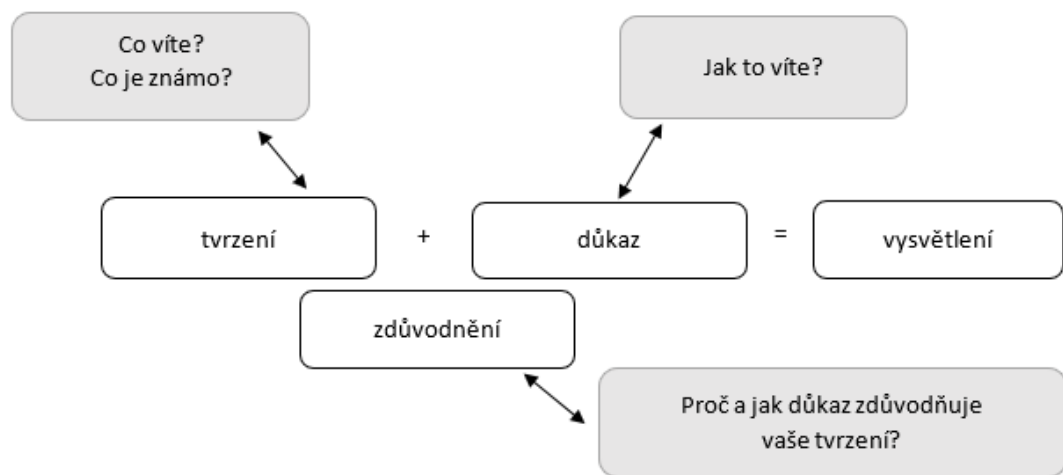 Co víte?
Co je známo?
Jak to víte?
tvrzení + důkaz = vysvětlení
zdůvodnění
Proč a jak důkaz zdůvodňuje
vaše tvrzení?